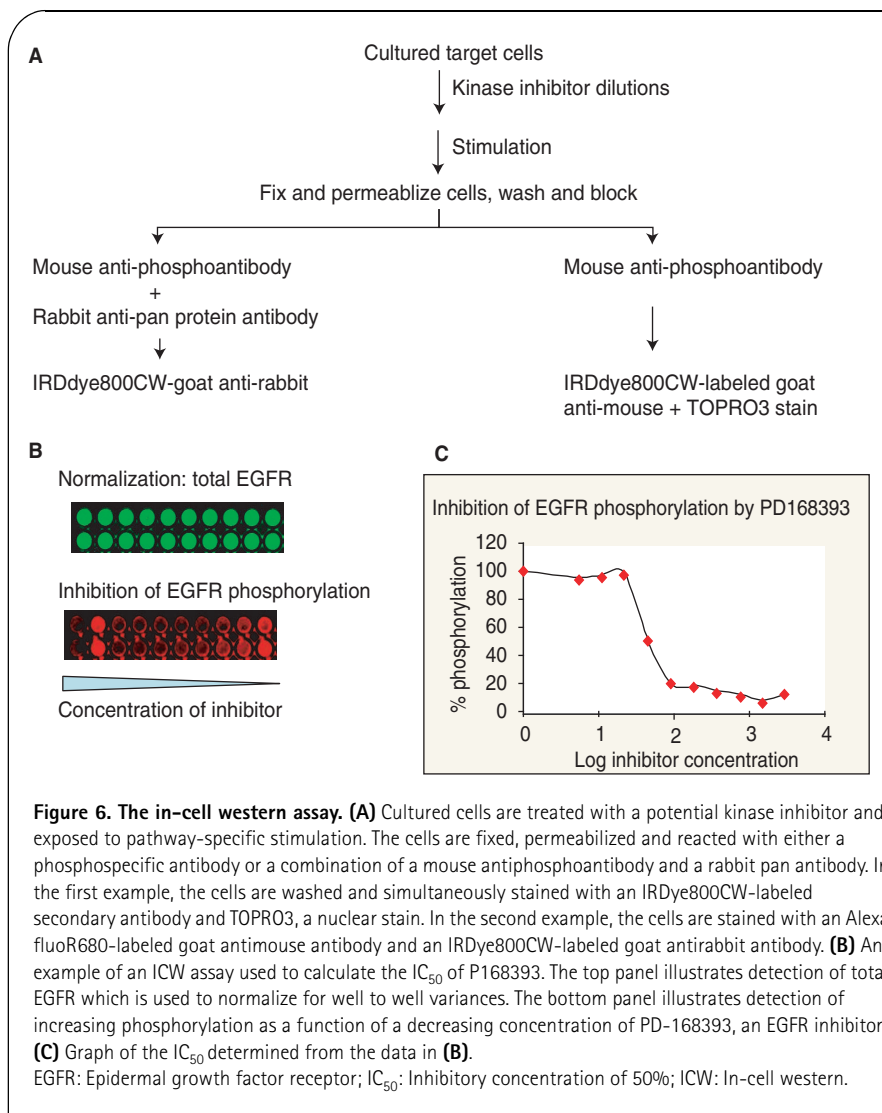 A
Cultured target cells
Kinase inhibitor dilutions
Stimulation
Fix and permeablize cells, wash and block
Mouse anti-phosphoantibody
+
Rabbit anti-pan protein antibody
IRDdye800CW-goat anti-rabbit
Mouse anti-phosphoantibody
IRDdye800CW-labeled goat
anti-mouse + TOPRO3 stain
B
Normalization: total EGFR
Inhibition of EGFR phosphorylation
Concentration of inhibitor
C
Inhibition of EGFR phosphorylation by PD168393
% phosphorylation
120
100
80
60
40
20
0
0 1 2 3 4
Log inhibitor concentration
Figure 6. The in-cell western assay. (A) Cultured cells are treated with a potential kinase inhibitor and
exposed to pathway-specific stimulation. The cells are fixed, permeabilized and reacted with either a
phosphospecific antibody or a combination of a mouse antiphosphoantibody and a rabbit pan antibody. In
the first example, the cells are washed and simultaneously stained with an IRDye800CW-labeled
secondary antibody and TOPRO3, a nuclear stain. In the second example, the cells are stained with an Alexa
fluoR680-labeled goat antimouse antibody and an IRDye800CW-labeled goat antirabbit antibody. (B) An
example of an ICW assay used to calculate the IC50 of P168393. The top panel illustrates detection of total
EGFR which is used to normalize for well to well variances. The bottom panel illustrates detection of
increasing phosphorylation as a function of a decreasing concentration of PD-168393, an EGFR inhibitor
(C) Graph of the IC50 determined from the data in (B).
EGFR: Epidermal growth factor receptor; IC50: Inhibitory concentration of 50%; ICW: In-cell western.